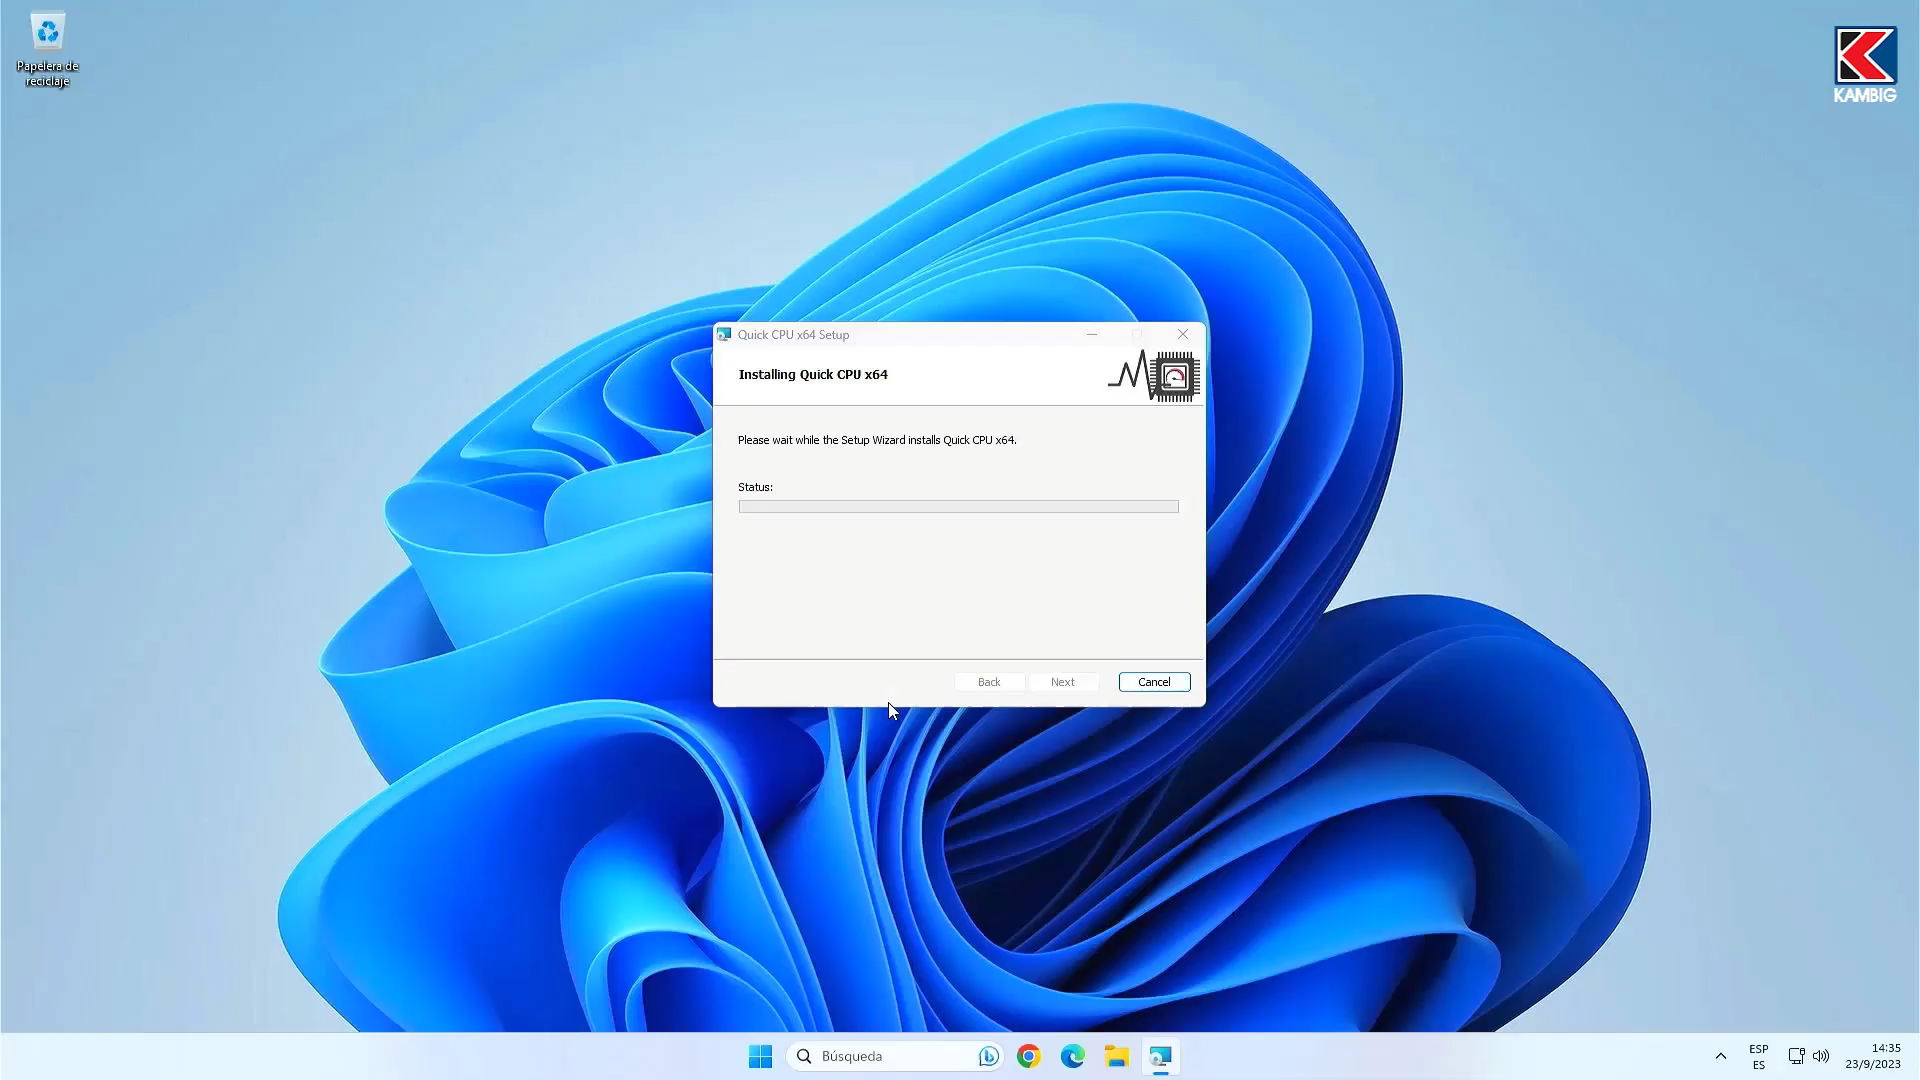 Papelera de
reciclaje
KAMBIG
Quick CPU x64 Setup
Installing Quick CPU x64
Please wait while the Setup Wizard installs Quick CPU x64.
Status:
Back
Next
Cancel
Búsqueda
ESP
ES
14:35
23/9/2023